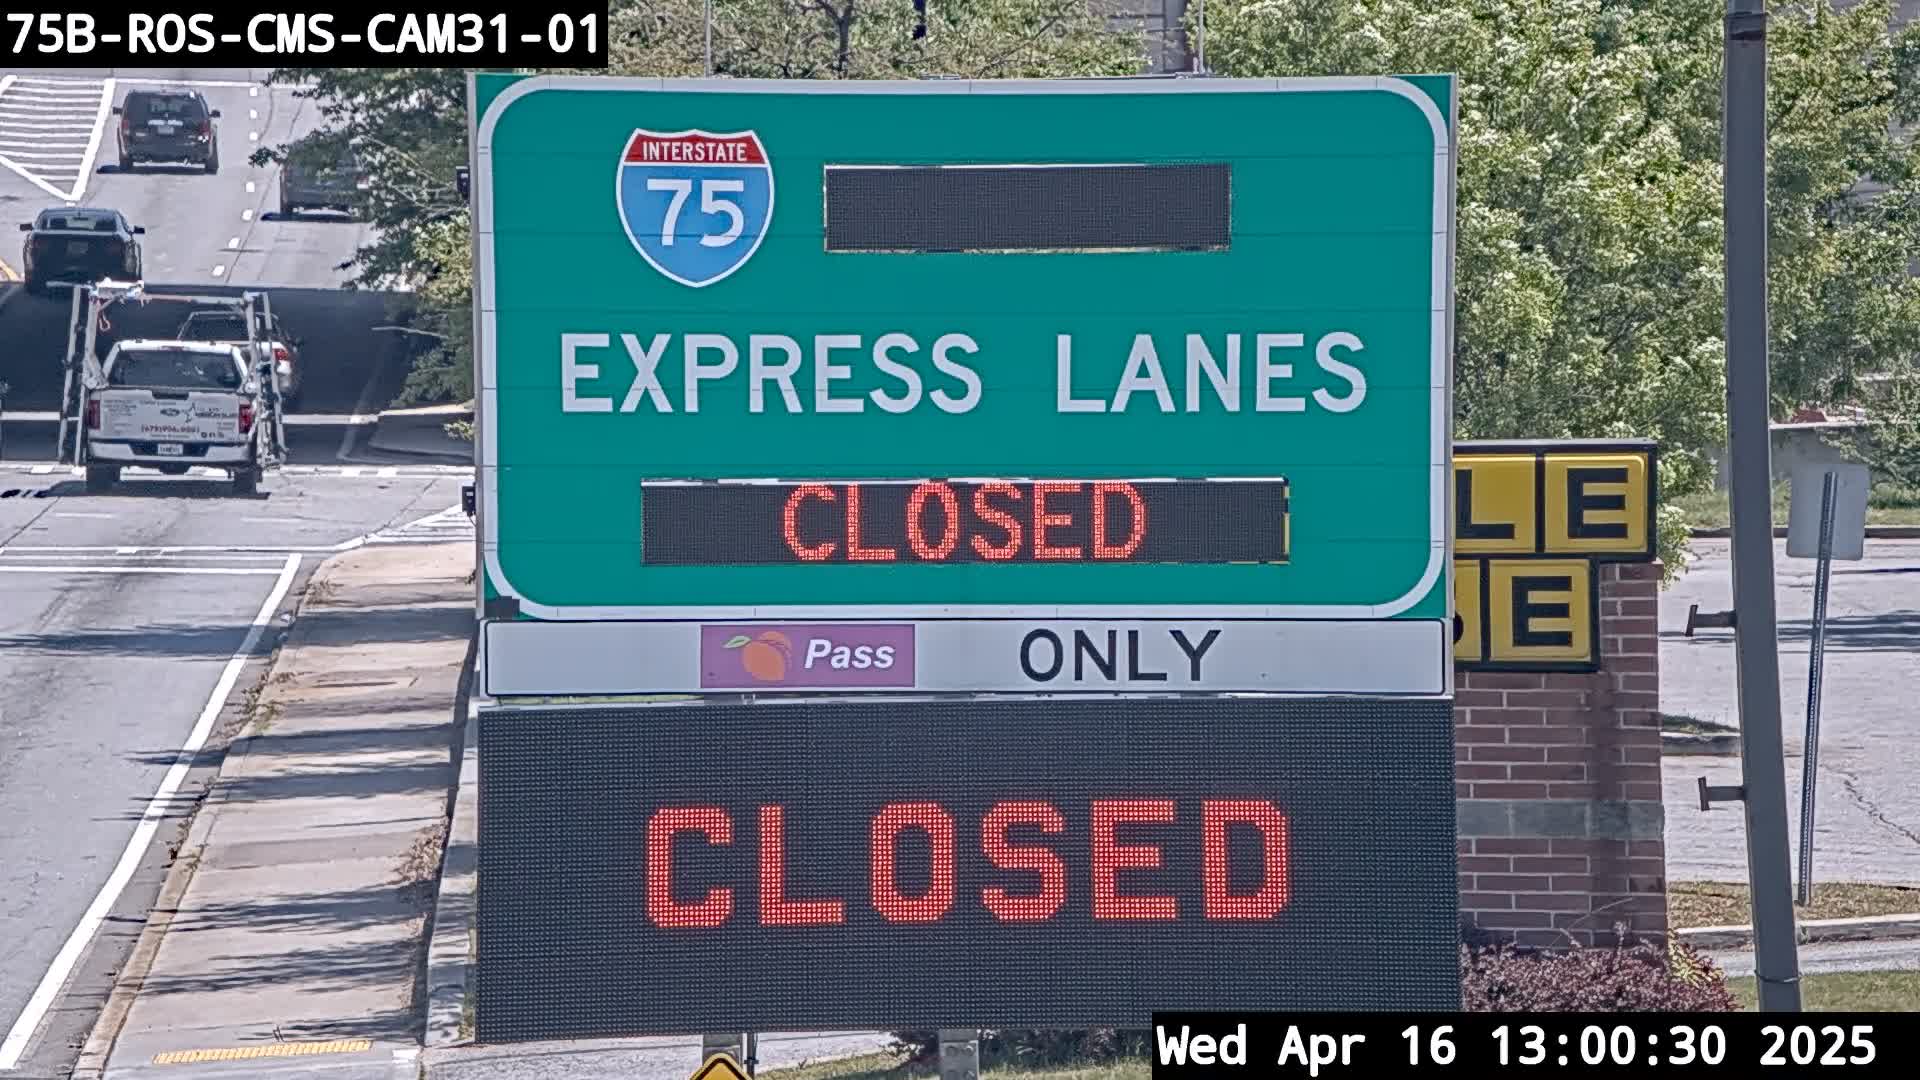 75B-ROS-CMS-CAM31-01
INTERSTATE
75
EXPRESS LANES
CLOSED
LE
E
Pass ONLY
CLOSED
Wed Apr 16 13:00:30 2025